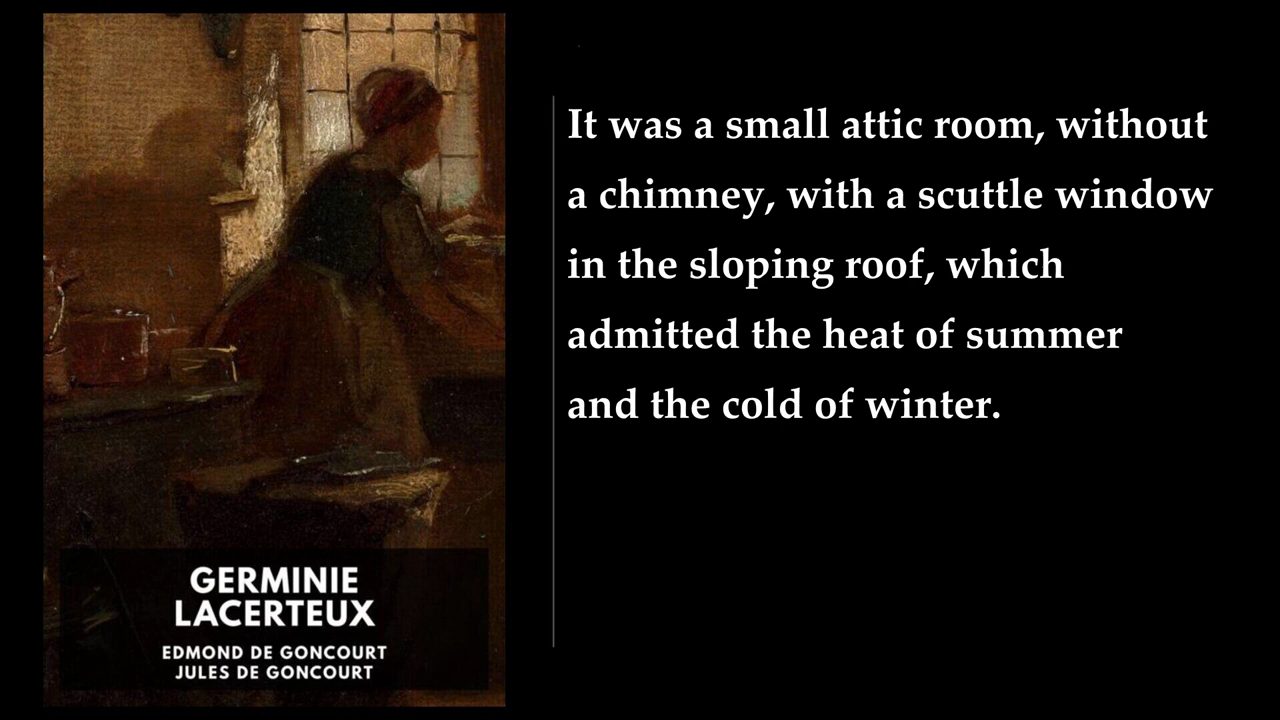 It was a small attic room, without
a chimney, with a scuttle window
in the sloping roof, which
admitted the heat of summer
and the cold of winter.
GERMINIE
LACERTEUX
EDMOND DE GONCOURT
JULES DE GONCOURT